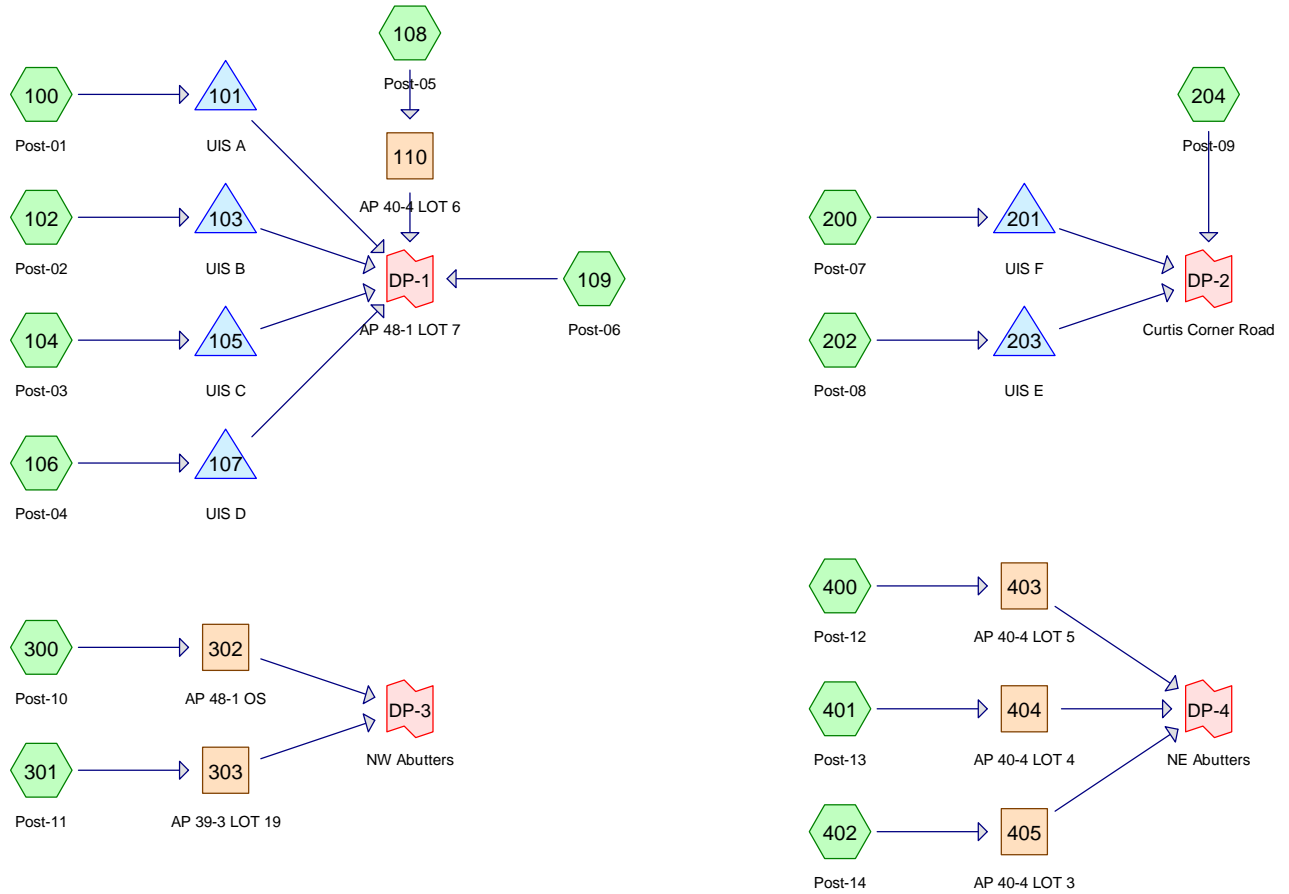 108
Post-05
100
Post-01
101
UIS A
204
Post-09
110
AP 40-4 LOT 6
102
Post-02
103
UIS B
200
Post-07
201
UIS F
DP-1
AP 48-1 LOT 7
109
Post-06
DP-2
Curtis Corner Road
104
Post-03
105
UIS C
202
Post-08
203
UIS E
106
Post-04
107
UIS D
400
Post-12
403
AP 40-4 LOT 5
300
Post-10
302
AP 48-1 OS
DP-3
NW Abutters
401
Post-13
404
AP 40-4 LOT 4
DP-4
NE Abutters
301
Post-11
303
AP 39-3 LOT 19
402
Post-14
405
AP 40-4 LOT 3